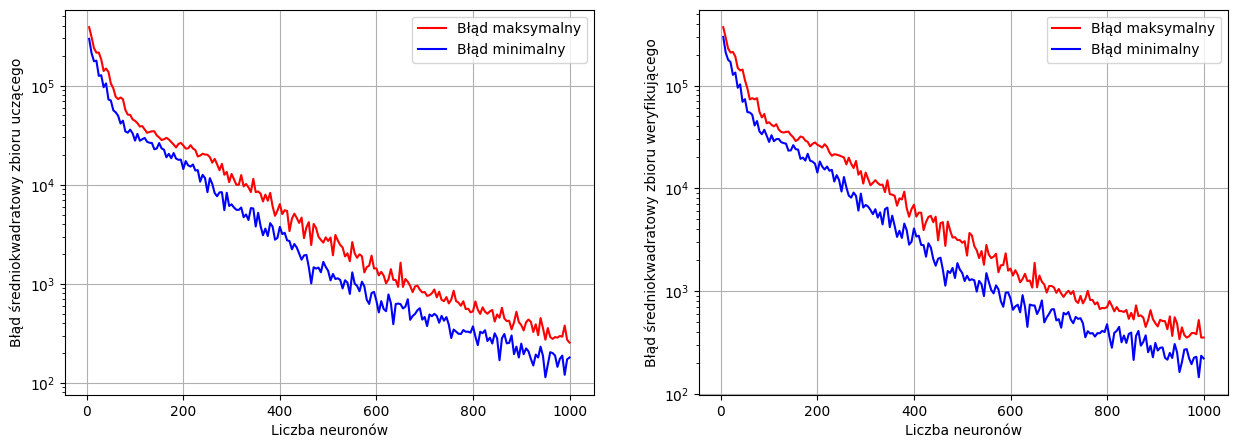 Błąd średniokwadratowy zbioru uczącego
10^5
10^4
10^3
10^2
Błąd maksymalny
Błąd minimalny
0 200 400 600 800 1000
Liczba neuronów
Błąd średniokwadratowy zbioru weryfikującego
10^5
10^4
10^3
10^2
Błąd maksymalny
Błąd minimalny
0 200 400 600 800 1000
Liczba neuronów